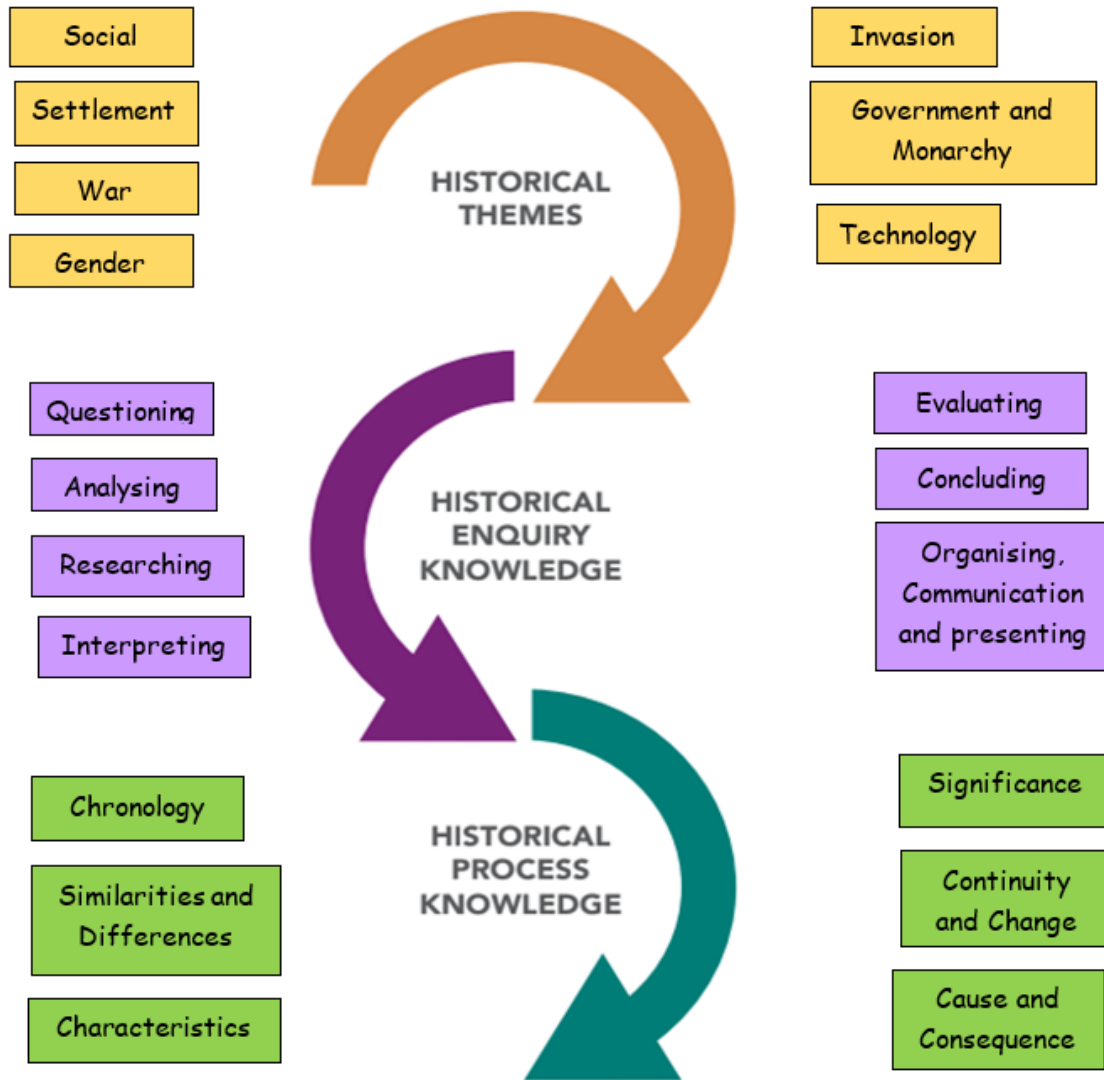 Social
Settlement
War
Gender
HISTORICAL
THEMES
Invasion
Government and
Monarchy
Technology
Questioning
Analysing
Researching
Interpreting
HISTORICAL
ENQUIRY
KNOWLEDGE
Evaluating
Concluding
Organising,
Communication
and presenting
Chronology
Similarities and
Differences
Characteristics
HISTORICAL
PROCESS
KNOWLEDGE
Significance
Continuity
and Change
Cause and
Consequence